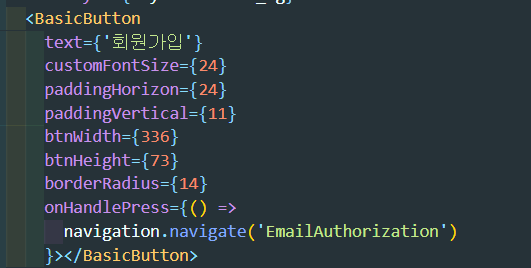 <BasicButton
text={'회원가입'}
customFontSize={24}
paddingHorizon={24}
paddingVertical={11}
btnWidth={336}
btnHeight={73}
borderRadius={14}
onHandlePress={() =>
navigation.navigate('EmailAuthorization')
}></BasicButton>